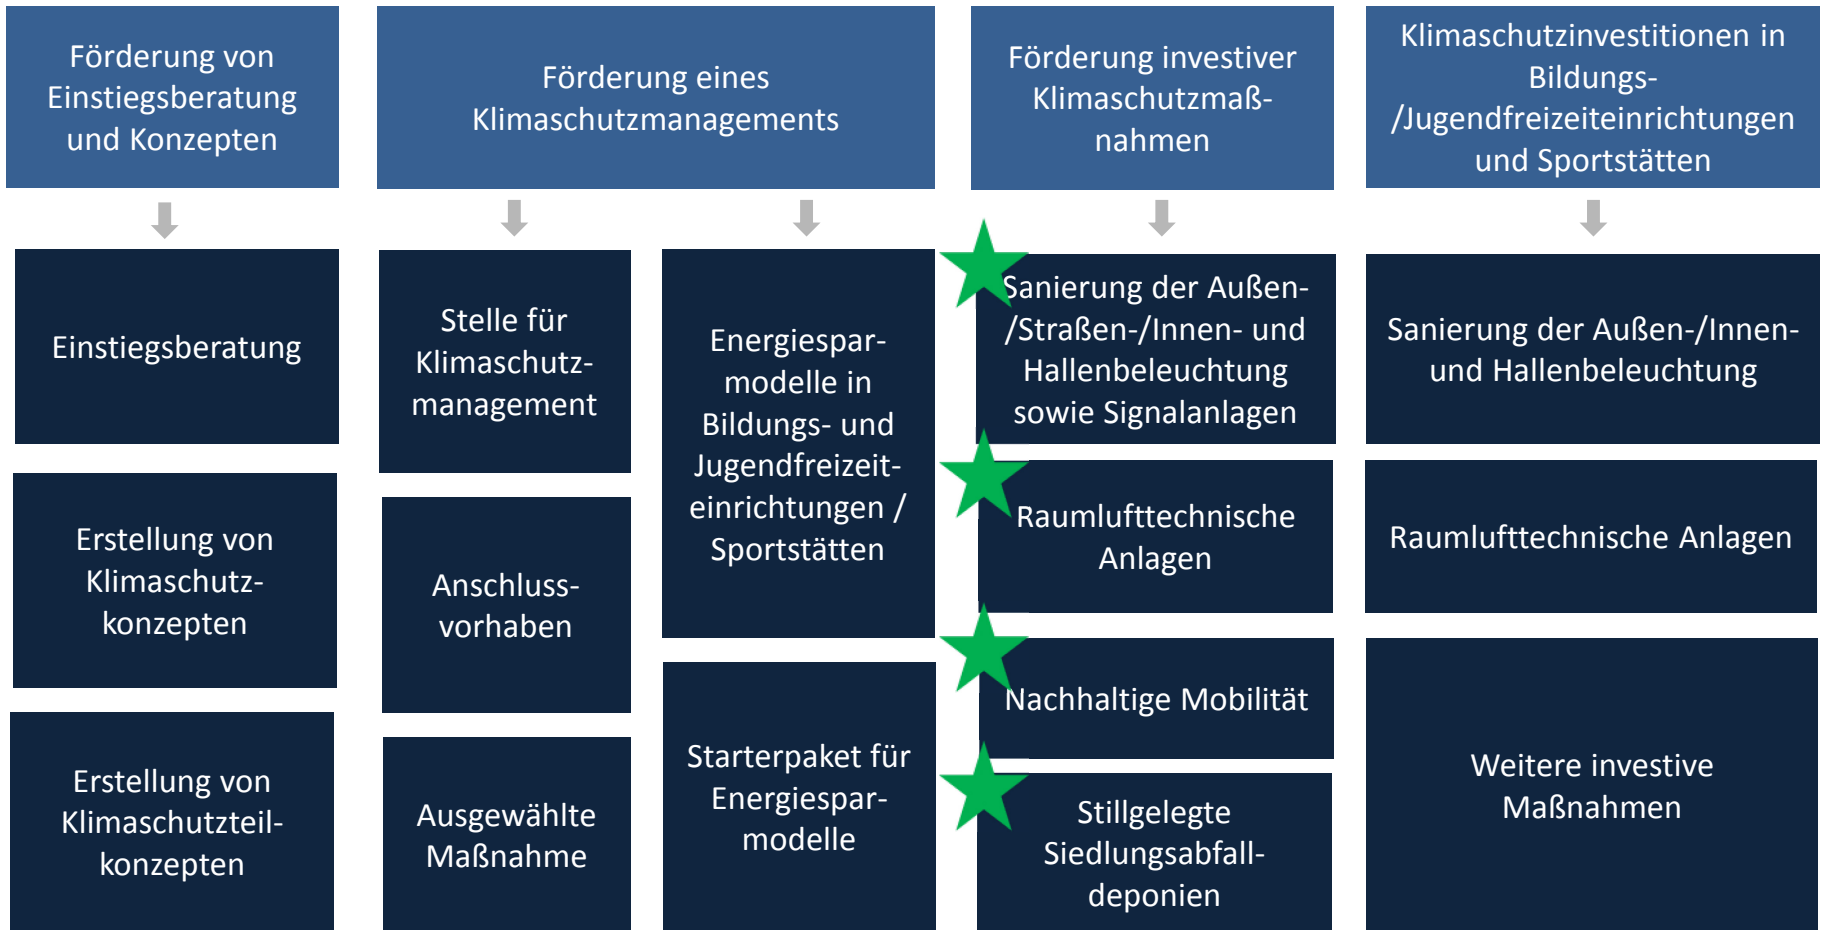 Förderung von
Einstiegsberatung
und Konzepten
Förderung eines
Klimaschutzmanagements
Förderung investiver
Klimaschutzmaß-
nahmen
Klimaschutzinvestitionen in
Bildungs-
/Jugendfreizeiteinrichtungen
und Sportstätten
Einstiegsberatung
Erstellung von
Klimaschutz-
konzepten
Erstellung von
Klimaschutzteil-
konzepten
Stelle für
Klimaschutz-
management
Anschluss-
vorhaben
Ausgewählte
Maßnahme
Energiespar-
modelle in
Bildungs- und
Jugendfreizeit-
einrichtungen /
Sportstätten
Starterpaket für
Energiespar-
modelle
Sanierung der Außen-
/Straßen-/Innen- und
Hallenbeleuchtung
sowie Signalanlagen
Raumlufttechnische
Anlagen
Nachhaltige Mobilität
Stillgelegte
Siedlungsabfall-
deponien
Sanierung der Außen-/Innen-
und Hallenbeleuchtung
Raumlufttechnische Anlagen
Weitere investive
Maßnahmen